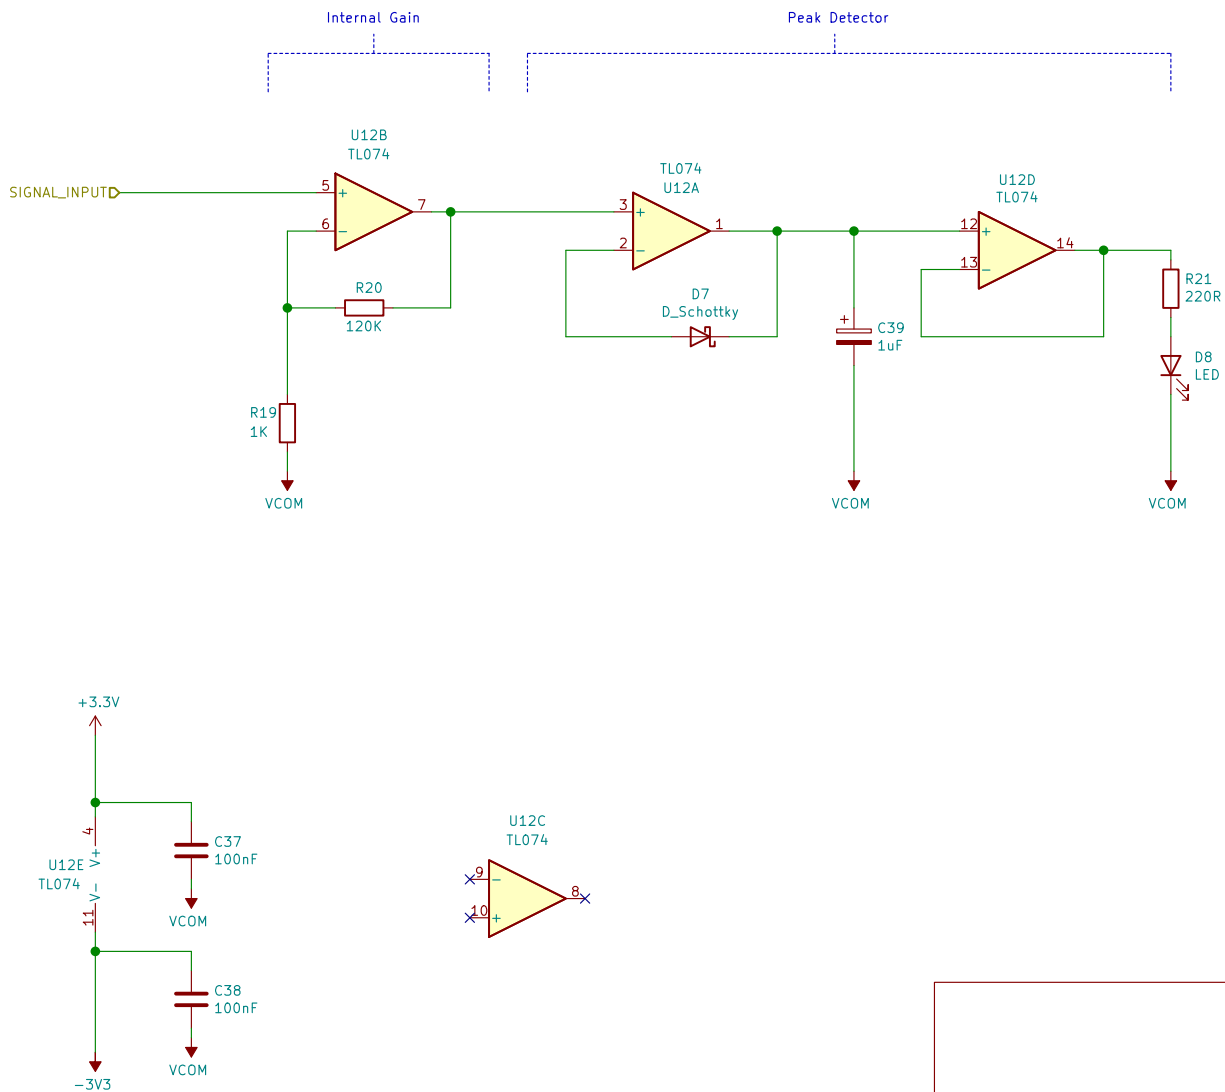 Internal Gain
Peak Detector
U12B
TL074
SIGNAL_INPUT
5
+
6
-
7
R20
120K
R19
1K
VCOM
TL074
U12A
3
+
2
-
1
D7
D_Schottky
+
C39
1uF
VCOM
U12D
TL074
12
+
13
-
14
R21
220R
D8
LED
VCOM
+3.3V
4
V+
U12E
TL074
V-
11
C37
100nF
VCOM
C38
100nF
VCOM
-3V3
U12C
TL074
9
-
10
+
8